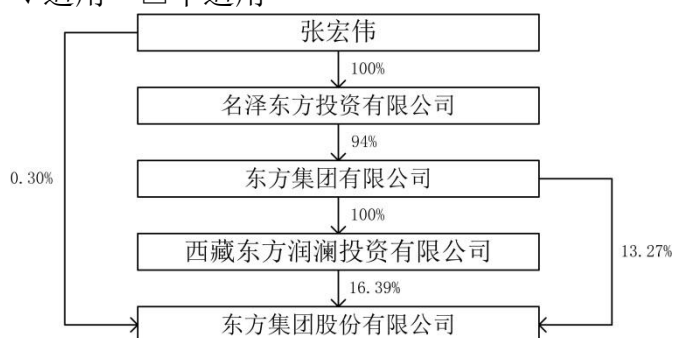 张宏伟
100%
名泽东方投资有限公司
94%
0.30%
东方集团有限公司
100%
西藏东方润澜投资有限公司
13.27%
16.39%
东方集团股份有限公司